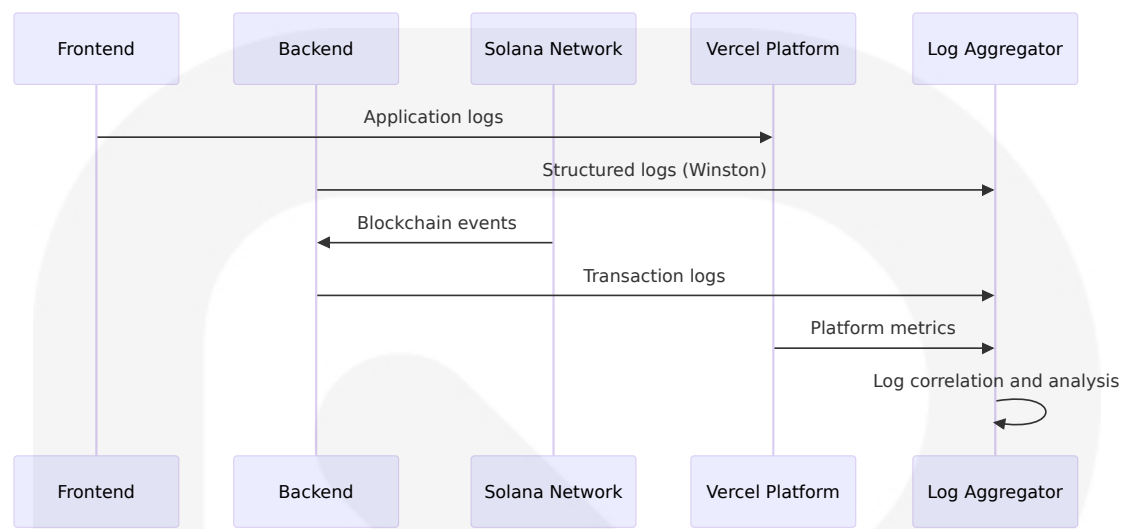 Frontend
Backend
Solana Network
Vercel Platform
Log Aggregator
Application logs
Structured logs (Winston)
Blockchain events
Transaction logs
Platform metrics
Log correlation and analysis
Frontend
Backend
Solana Network
Vercel Platform
Log Aggregator